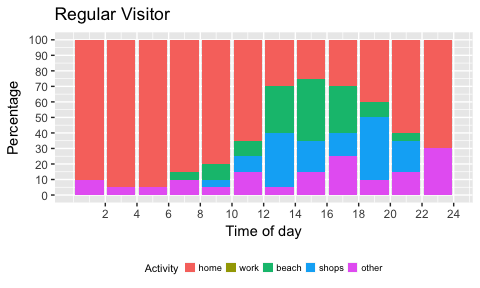 Regular Visitor
Percentage
100
90
80
70
60
50
40
30
20
10
0
2 4 6 8 10 12 14 16 18 20 22 24
Time of day
Activity home work beach shops other